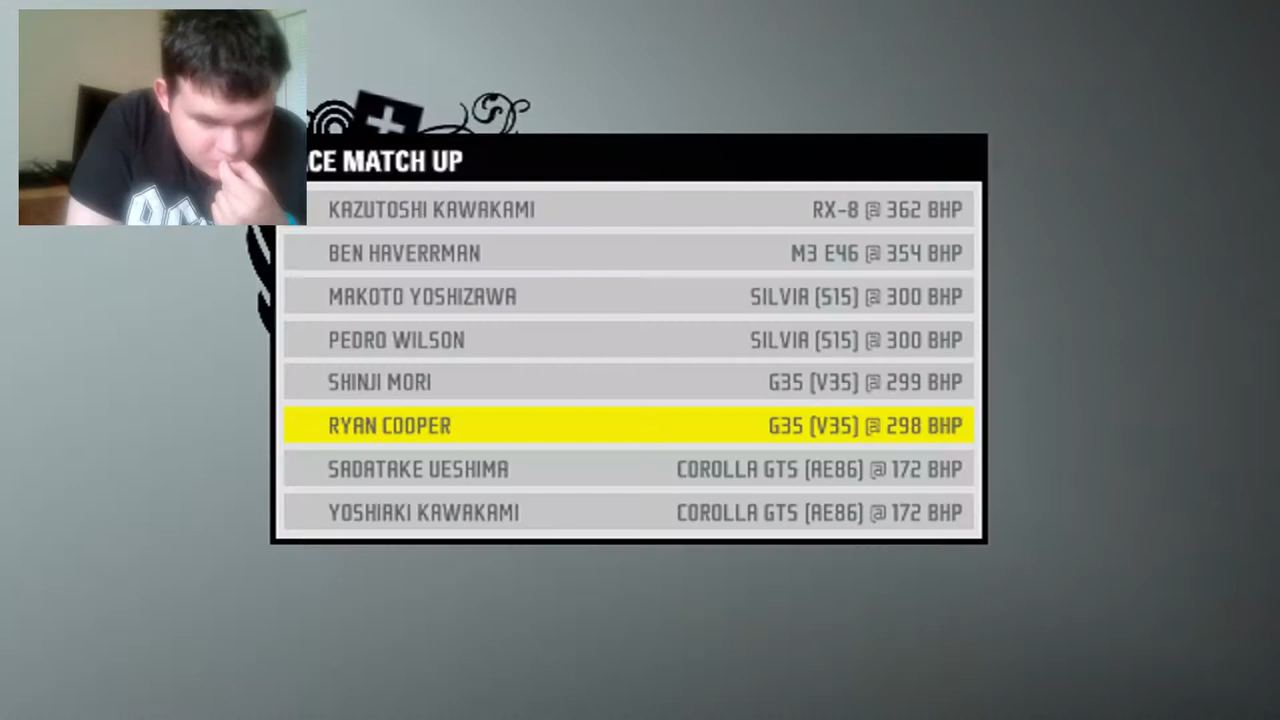 CE MATCH UP
KAZUTOSHI KAWAKAMI RX-8 @ 362 BHP
BEN HAVERRMAN M3 E46 @ 354 BHP
MAKOTO YOSHIZAWA SILVIA (S15) @ 300 BHP
PEDRO WILSON SILVIA (S15) @ 300 BHP
SHINJI MORI G35 (V35) @ 299 BHP
RYAN COOPER G35 (V35) @ 298 BHP
SADATAKE UESHIMA COROLLA GTS (AE86) @ 172 BHP
YOSHIAKI KAWAKAMI COROLLA GTS (AE86) @ 172 BHP